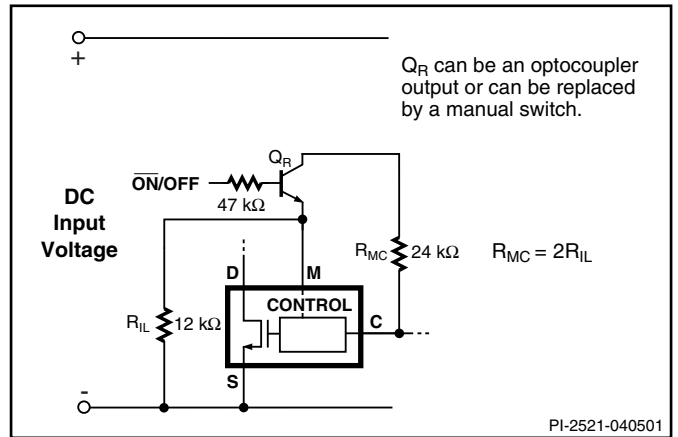 +
Q_R can be an optocoupler
output or can be replaced
by a manual switch.
Q_R
DC
Input
Voltage
ON/OFF
47 kΩ
R_MC
24 kΩ
R_MC = 2R_IL
D
M
CONTROL
C
R_IL
12 kΩ
S
-
PI-2521-040501